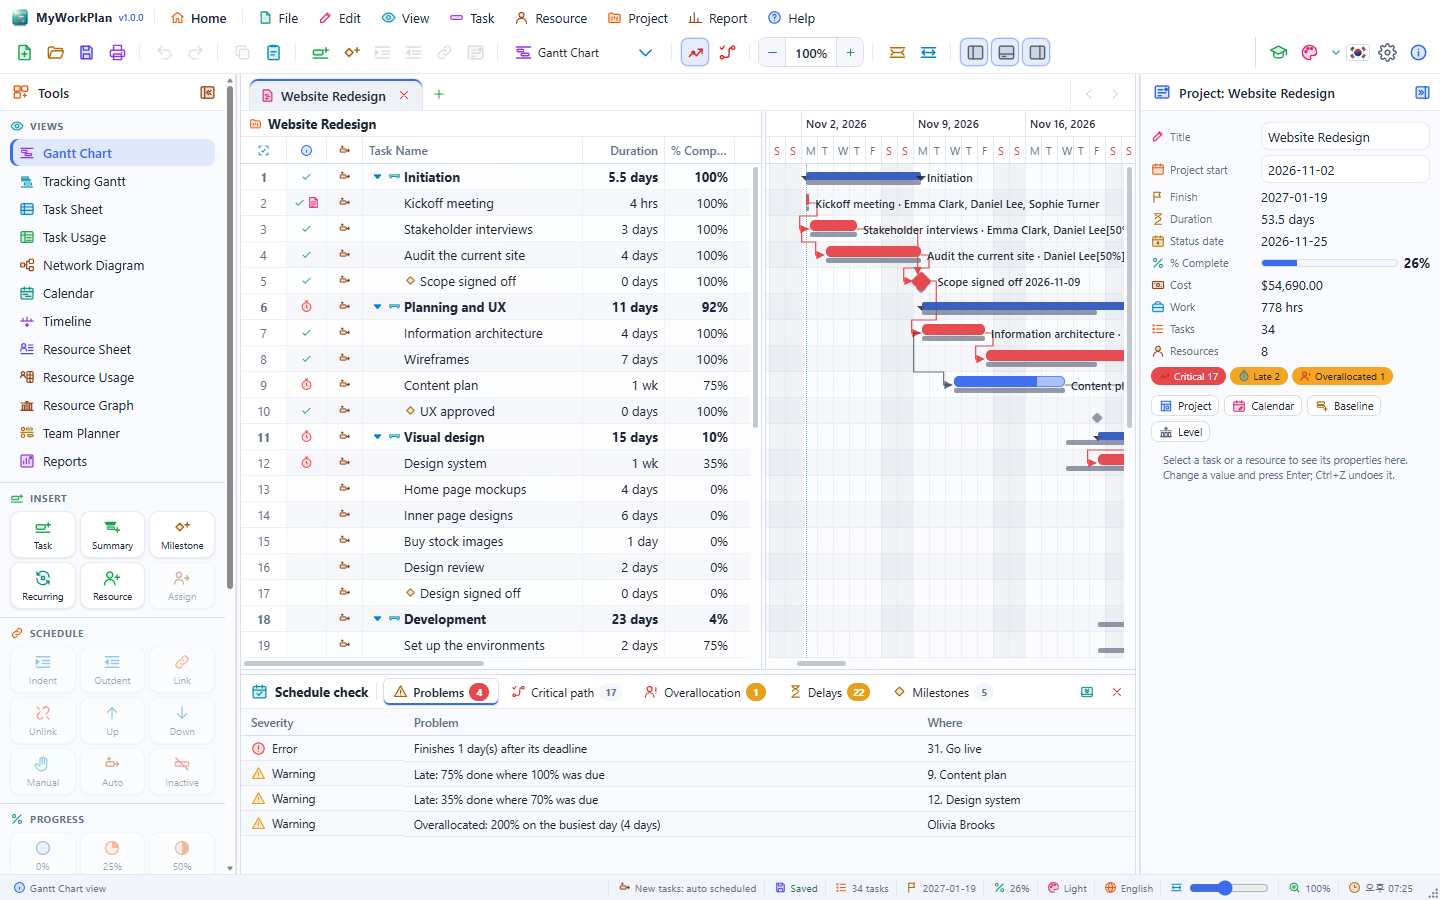 MyWorkPlan v1.0.0 Home File Edit View Task Resource Project Report Help
Gantt Chart 100%
Tools
VIEWS
Gantt Chart
Tracking Gantt
Task Sheet
Task Usage
Network Diagram
Calendar
Timeline
Resource Sheet
Resource Usage
Resource Graph
Team Planner
Reports
INSERT
Task Summary Milestone
Recurring Resource Assign
SCHEDULE
Indent Outdent Link
Unlink Up Down
Manual Auto Inactive
PROGRESS
0% 25% 50%
Website Redesign
Website Redesign
Task Name Duration % Comp...
1 Initiation 5.5 days 100%
2 Kickoff meeting 4 hrs 100%
3 Stakeholder interviews 3 days 100%
4 Audit the current site 4 days 100%
5 Scope signed off 0 days 100%
6 Planning and UX 11 days 92%
7 Information architecture 4 days 100%
8 Wireframes 7 days 100%
9 Content plan 1 wk 75%
10 UX approved 0 days 100%
11 Visual design 15 days 10%
12 Design system 1 wk 35%
13 Home page mockups 4 days 0%
14 Inner page designs 6 days 0%
15 Buy stock images 1 day 0%
16 Design review 2 days 0%
17 Design signed off 0 days 0%
18 Development 23 days 4%
19 Set up the environments 2 days 75%
Nov 2, 2026 Nov 9, 2026 Nov 16, 2026
S S M T W T F S S M T W T F S S M T W T F S S
Initiation
Kickoff meeting · Emma Clark, Daniel Lee, Sophie Turner
Stakeholder interviews · Emma Clark, Daniel Lee[50%
Audit the current site · Daniel Lee[50%]
Scope signed off 2026-11-09
Information architecture ·
Content pl
Schedule check Problems 4 Critical path 17 Overallocation 1 Delays 22 Milestones 5
Severity Problem Where
Error Finishes 1 day(s) after its deadline 31. Go live
Warning Late: 75% done where 100% was due 9. Content plan
Warning Late: 35% done where 70% was due 12. Design system
Warning Overallocated: 200% on the busiest day (4 days) Olivia Brooks
Project: Website Redesign
Title Website Redesign
Project start 2026-11-02
Finish 2027-01-19
Duration 53.5 days
Status date 2026-11-25
% Complete 26%
Cost $54,690.00
Work 778 hrs
Tasks 34
Resources 8
Critical 17 Late 2 Overallocated 1
Project Calendar Baseline
Level
Select a task or a resource to see its properties here.
Change a value and press Enter; Ctrl+Z undoes it.
Gantt Chart view New tasks: auto scheduled Saved 34 tasks 2027-01-19 26% Light English 100% 오후 07:25